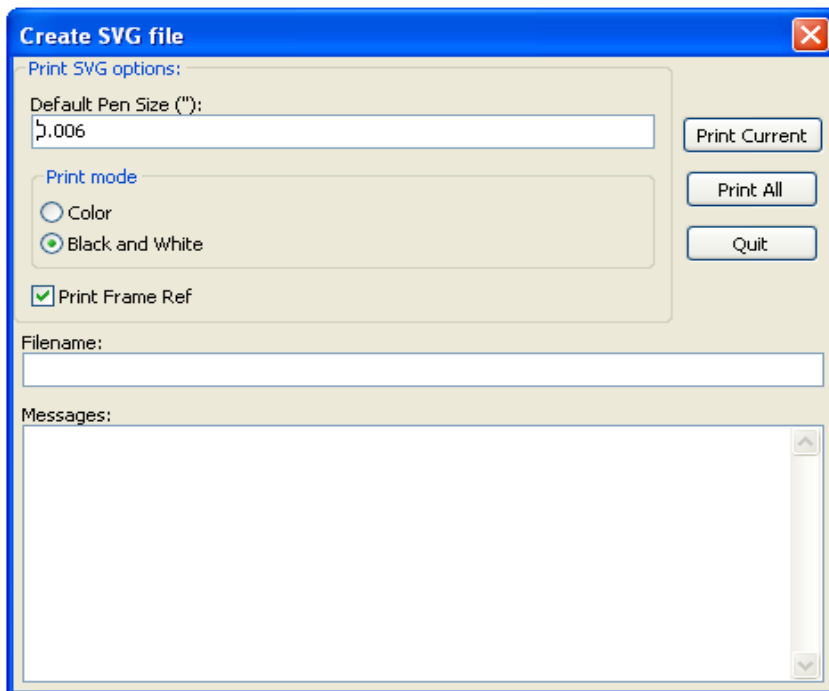 Create SVG file
Print SVG options:
Default Pen Size ("):
0.006
Print Current
Print mode
Print All
Color
Black and White
Quit
Print Frame Ref
Filename:
Messages: